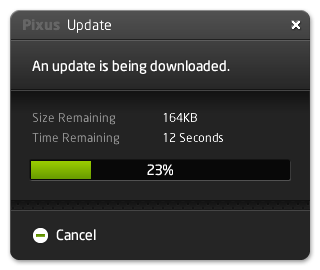 Pixus Update
An update is being downloaded.
Size Remaining 164KB
Time Remaining 12 Seconds
23%
Cancel